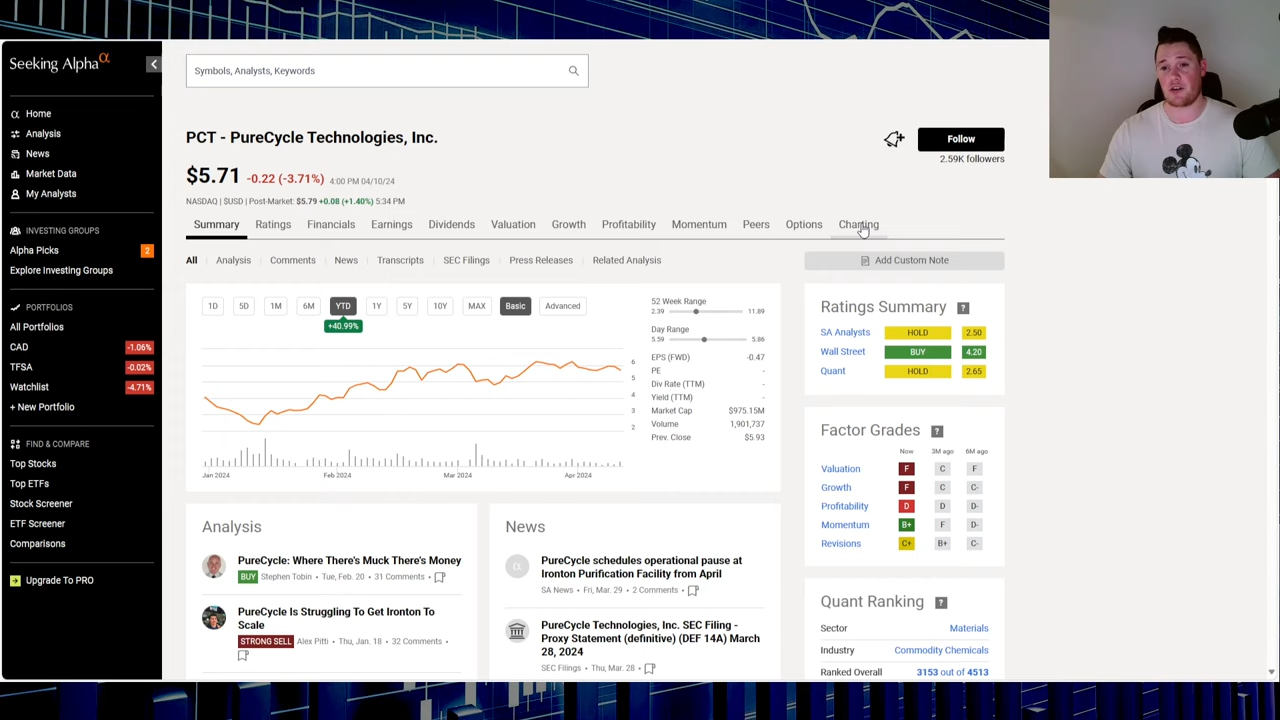 Seeking Alpha α
Symbols, Analysts, Keywords
Home
Analysis
News
Market Data
My Analysts
INVESTING GROUPS
Alpha Picks 2
Explore Investing Groups
PORTFOLIOS
All Portfolios
CAD -1.06%
TFSA -0.02%
Watchlist -4.71%
+ New Portfolio
FIND & COMPARE
Top Stocks
Top ETFs
Stock Screener
ETF Screener
Comparisons
Upgrade To PRO
PCT - PureCycle Technologies, Inc.
Follow
2.59K followers
$5.71 -0.22 (-3.71%) 4:00 PM 04/10/24
NASDAQ | $USD | Post-Market: $5.79 +0.08 (+1.40%) 5:34 PM
Summary Ratings Financials Earnings Dividends Valuation Growth Profitability Momentum Peers Options Charting
All Analysis Comments News Transcripts SEC Filings Press Releases Related Analysis
Add Custom Note
1D 5D 1M 6M YTD 1Y 5Y 10Y MAX Basic Advanced
+40.99%
6
5
4
3
2
Jan 2024 Feb 2024 Mar 2024 Apr 2024
52 Week Range
2.39 11.89
Day Range
5.59 5.86
EPS (FWD) -0.47
PE -
Div Rate (TTM) -
Yield (TTM) -
Market Cap $975.15M
Volume 1,901,737
Prev. Close $5.93
Ratings Summary ?
SA Analysts HOLD 2.50
Wall Street BUY 4.20
Quant HOLD 2.65
Factor Grades ?
Now 3M ago 6M ago
Valuation F C F
Growth F C C-
Profitability D D D-
Momentum B+ F D-
Revisions C+ B+ C-
Quant Ranking ?
Sector Materials
Industry Commodity Chemicals
Ranked Overall 3153 out of 4513
Analysis
PureCycle: Where There's Muck There's Money
BUY Stephen Tobin • Tue, Feb. 20 • 31 Comments •
PureCycle Is Struggling To Get Ironton To
Scale
STRONG SELL Alex Pitti • Thu, Jan. 18 • 32 Comments •
News
α
PureCycle schedules operational pause at
Ironton Purification Facility from April
SA News • Fri, Mar. 29 • 2 Comments •
PureCycle Technologies, Inc. SEC Filing -
Proxy Statement (definitive) (DEF 14A) March
28, 2024
SEC Filings • Thu, Mar. 28 •